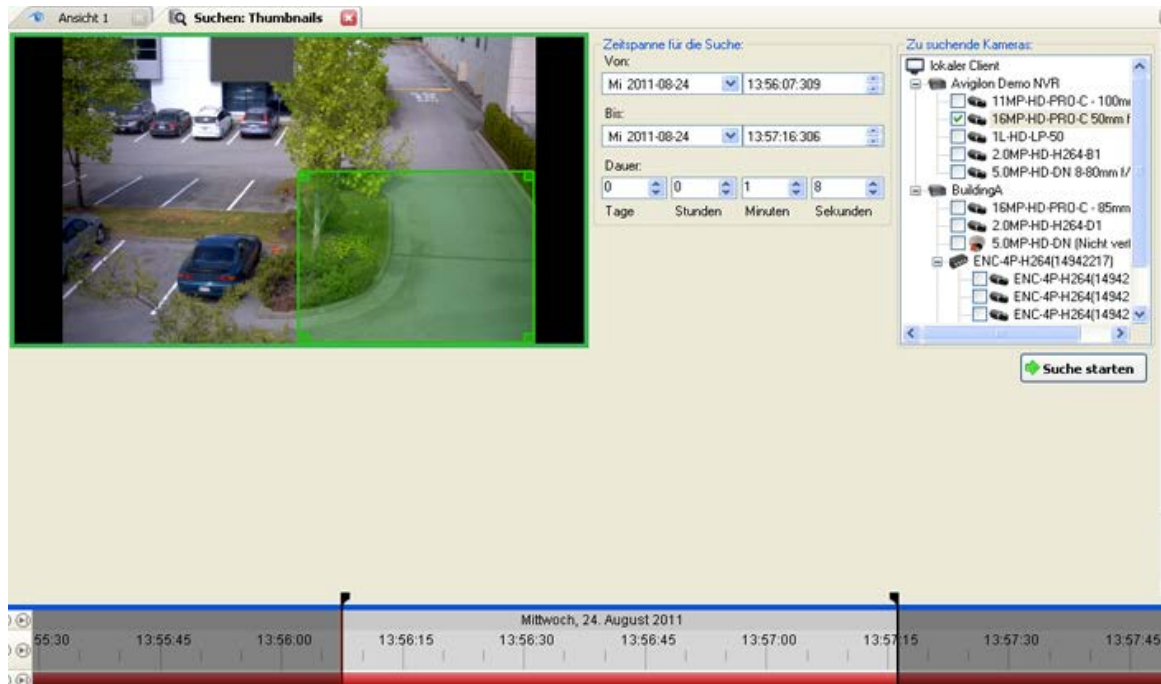 Ansicht 1
Suchen: Thumbnails
Zeitspanne für die Suche:
Von:
Mi 2011-08-24
13:56:07:309
Bis:
Mi 2011-08-24
13:57:16:306
Dauer:
0 0 1 8
Tage Stunden Minuten Sekunden
Zu suchende Kameras:
lokaler Client
Avigilon Demo NVR
11MP-HD-PRO-C - 100m
16MP-HD-PRO-C 50mm f
1L-HD-LP-50
2.0MP-HD-H264-B1
5.0MP-HD-DN 8-80mm f/
BuildingA
16MP-HD-PRO-C - 85mm
2.0MP-HD-H264-D1
5.0MP-HD-DN (Nicht verl
ENC-4P-H264(14942217)
ENC-4P-H264(14942
ENC-4P-H264(14942
ENC-4P-H264(14942
Suche starten
Mittwoch, 24. August 2011
55:30 13:55:45 13:56:00 13:56:15 13:56:30 13:56:45 13:57:00 13:57:15 13:57:30 13:57:45